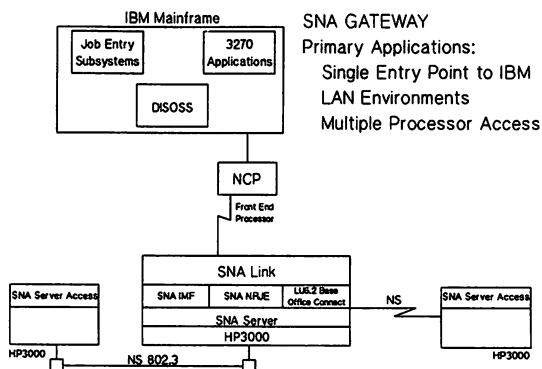 IBM Mainframe
SNA GATEWAY
Primary Applications:
Single Entry Point to IBM
LAN Environments
Multiple Processor Access
Job Entry
Subsystems
3270
Applications
DISOSS
NCP
Front End
Processor
SNA Link
SNA IMF
SNA NRJE
LU6.2 Base
Office Connect
SNA Server
HP3000
SNA Server Access
HP3000
NS 802.3
NS
SNA Server Access
HP3000